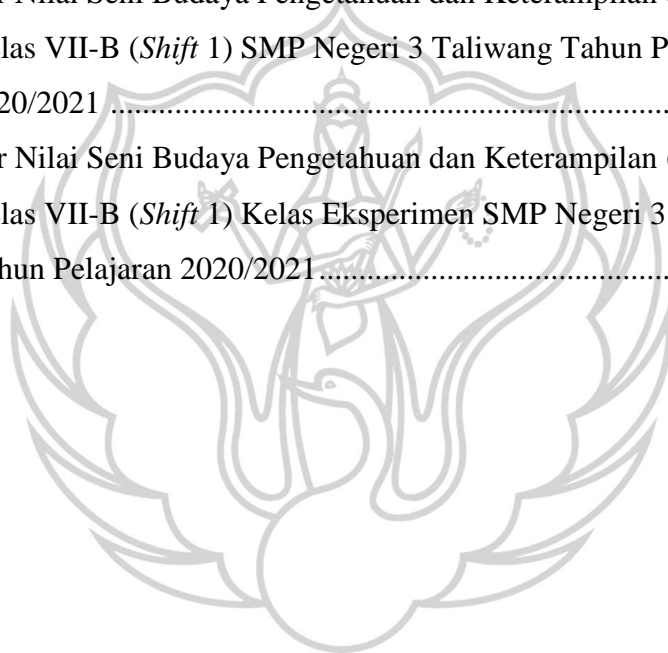 r Nilai Seni Budaya Pengetahuan dan Keterampilan
las VII-B (Shift 1) SMP Negeri 3 Taliwang Tahun P
20/2021 ........................................................................
r Nilai Seni Budaya Pengetahuan dan Keterampilan (
las VII-B (Shift 1) Kelas Eksperimen SMP Negeri 3
hun Pelajaran 2020/2021.............................................